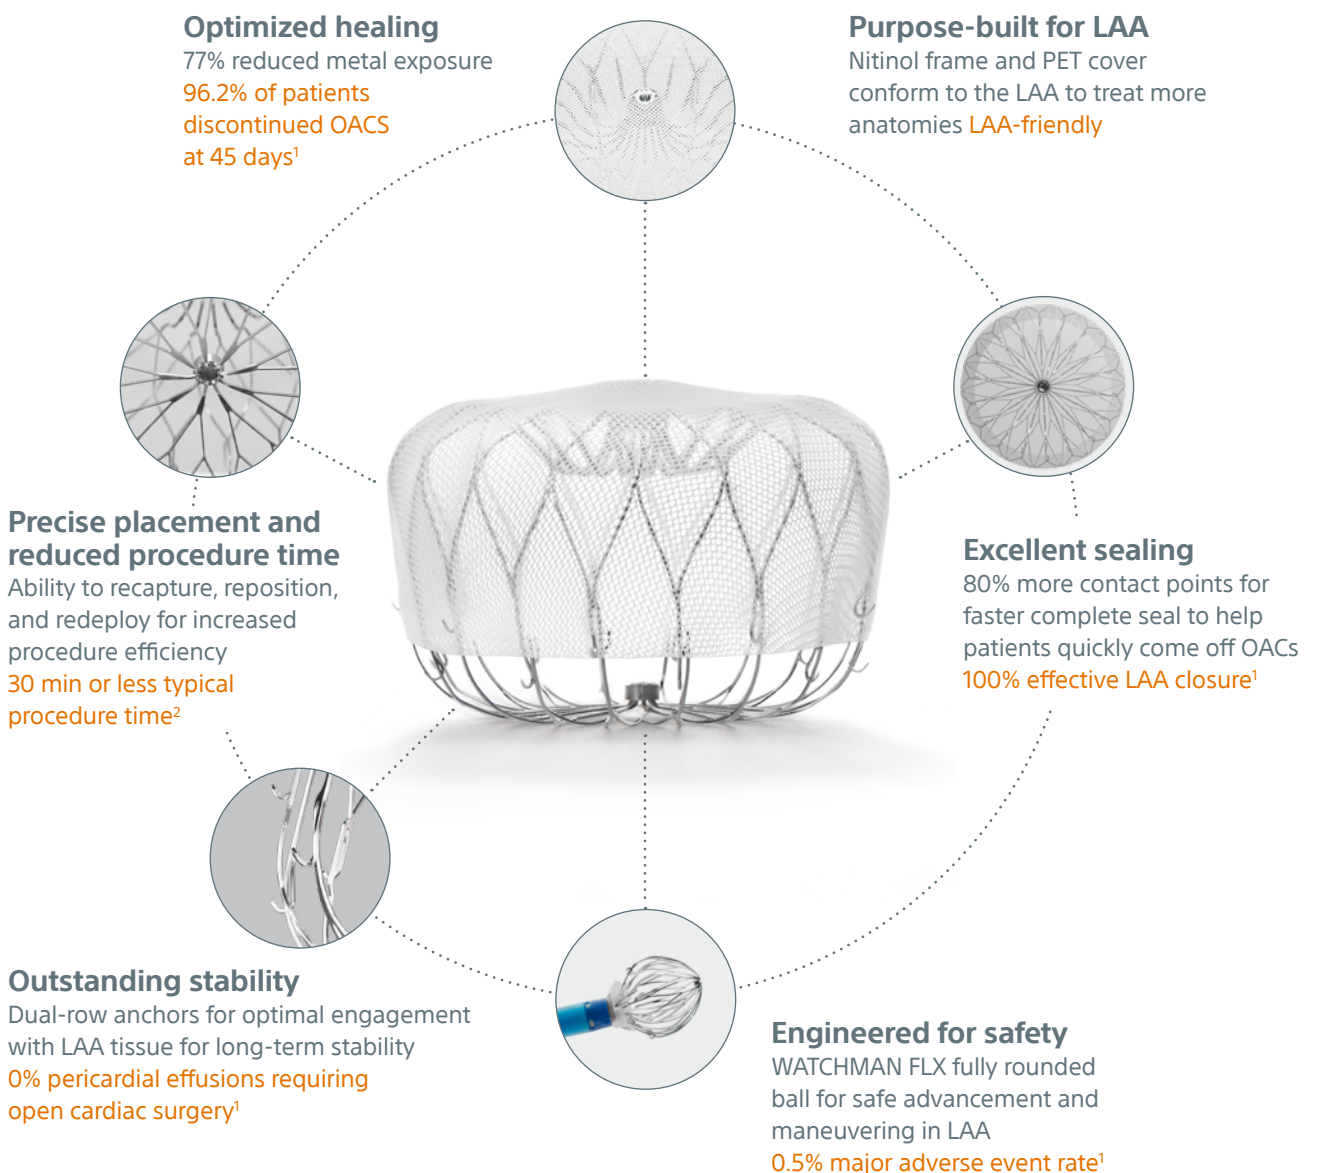 Optimized healing
77% reduced metal exposure
96.2% of patients
discontinued OACS
at 45 days¹
Purpose-built for LAA
Nitinol frame and PET cover
conform to the LAA to treat more
anatomies LAA-friendly
Precise placement and
reduced procedure time
Ability to recapture, reposition,
and redeploy for increased
procedure efficiency
30 min or less typical
procedure time²
Excellent sealing
80% more contact points for
faster complete seal to help
patients quickly come off OACs
100% effective LAA closure¹
Outstanding stability
Dual-row anchors for optimal engagement
with LAA tissue for long-term stability
0% pericardial effusions requiring
open cardiac surgery¹
Engineered for safety
WATCHMAN FLX fully rounded
ball for safe advancement and
maneuvering in LAA
0.5% major adverse event rate¹